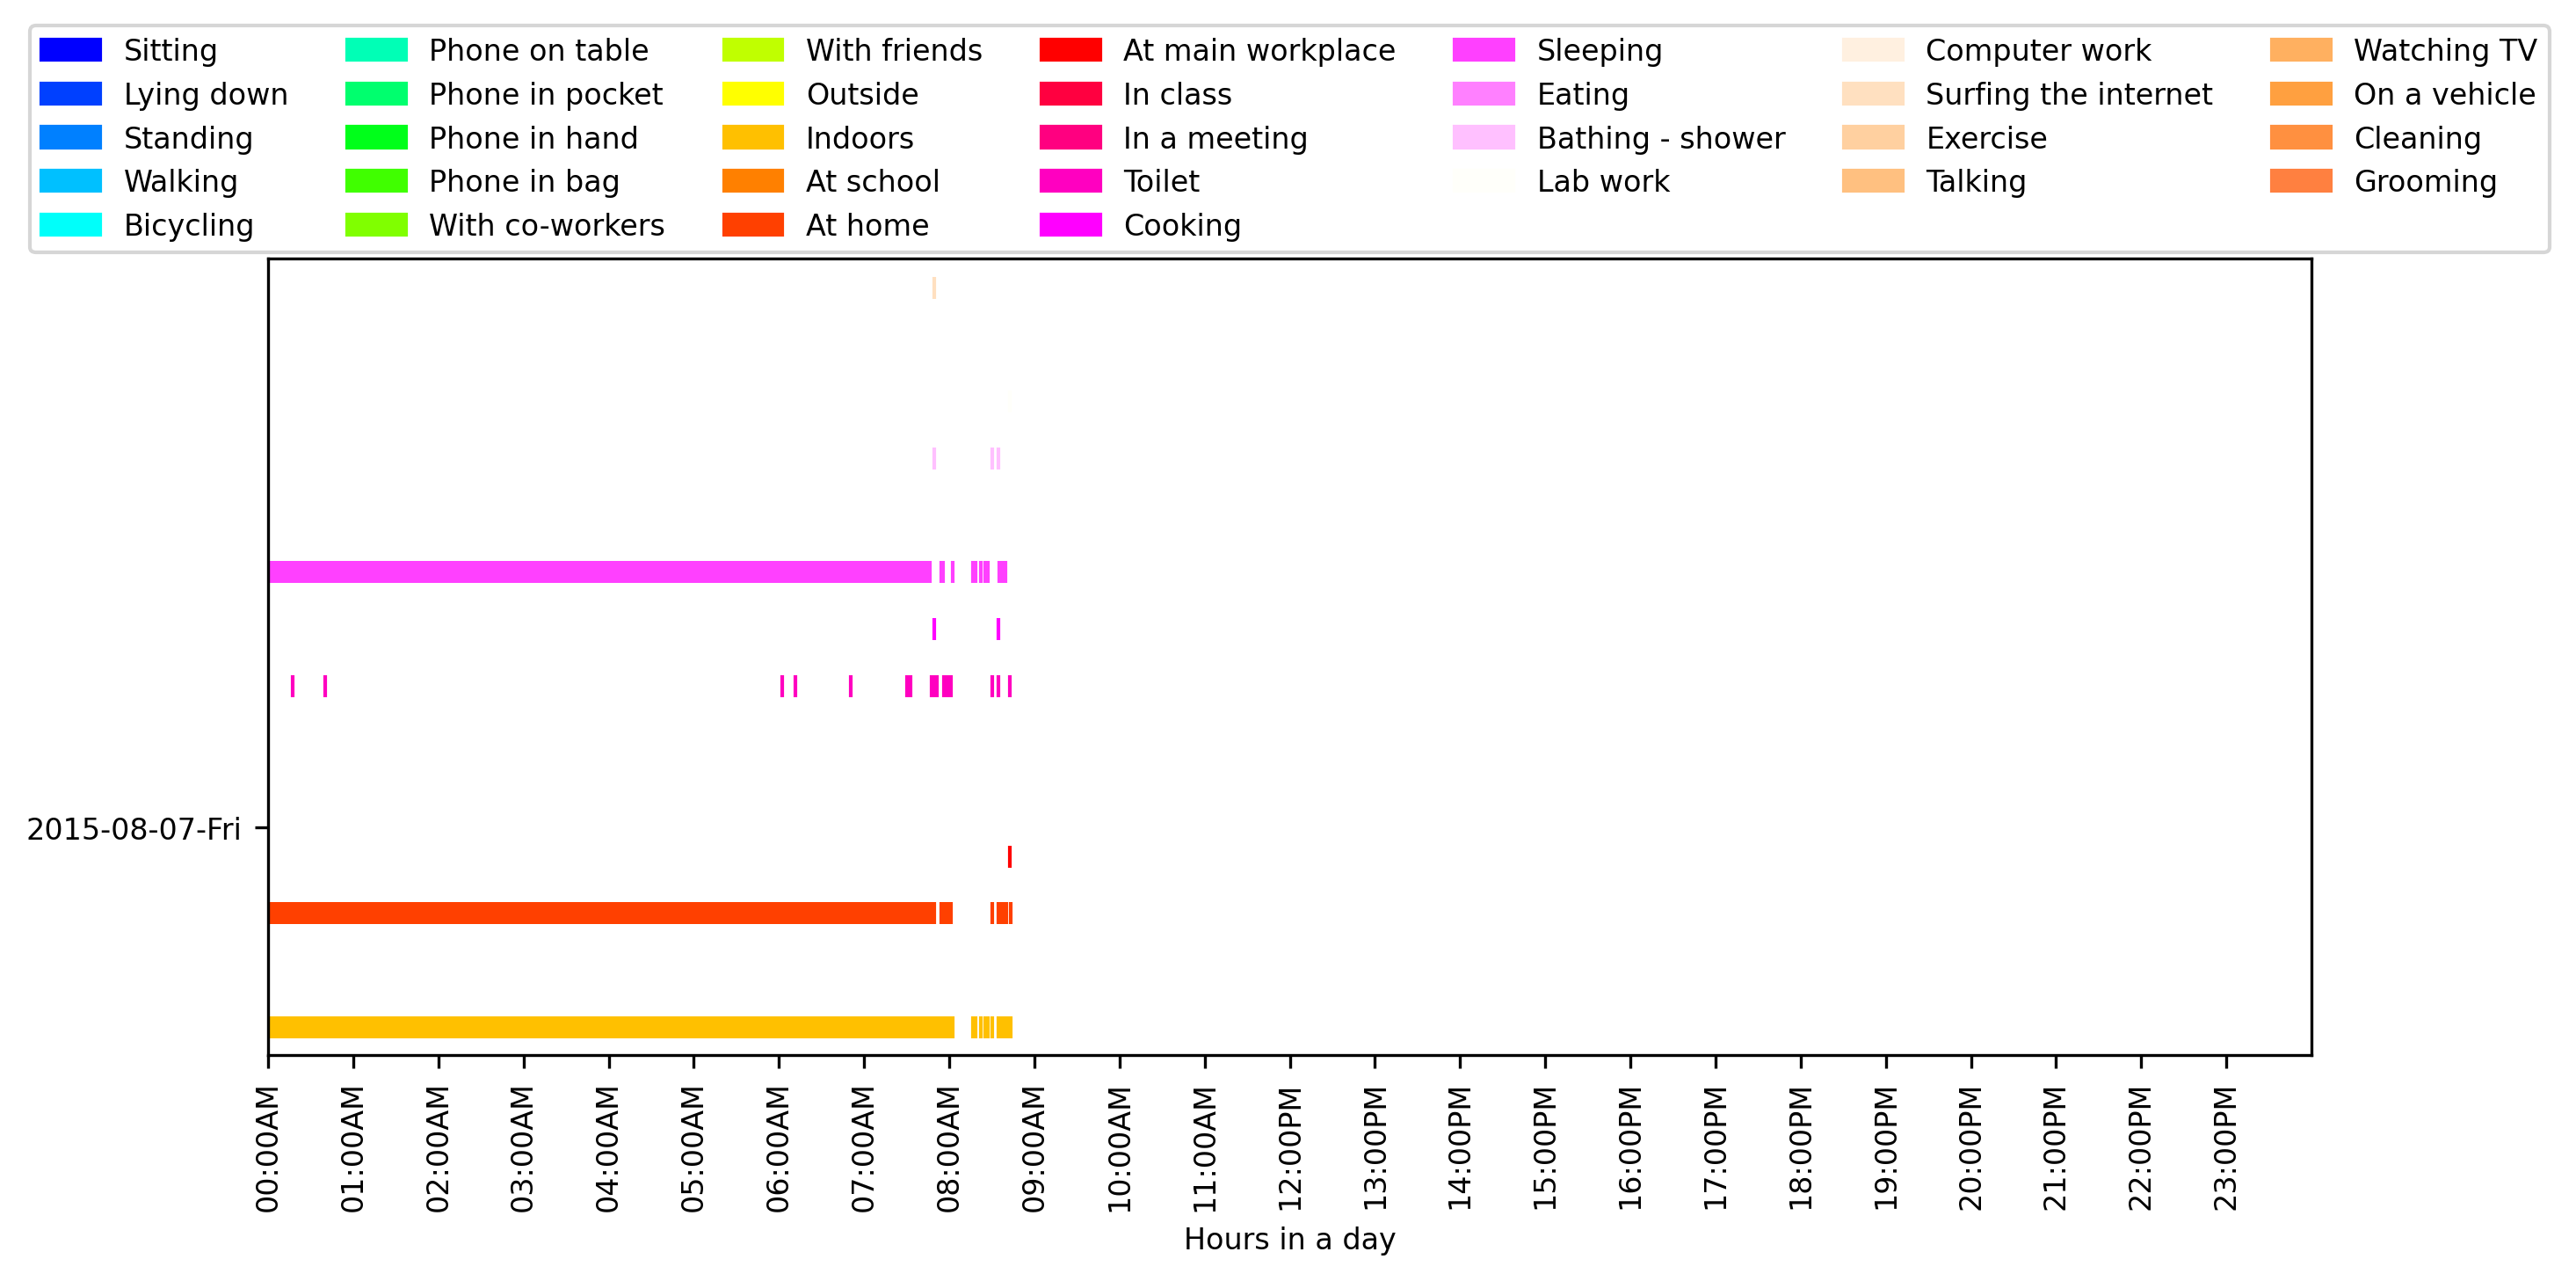 Sitting
Lying down
Standing
Walking
Bicycling
Phone on table
Phone in pocket
Phone in hand
Phone in bag
With co-workers
With friends
Outside
Indoors
At school
At home
At main workplace
In class
In a meeting
Toilet
Cooking
Sleeping
Eating
Bathing - shower
Lab work
Computer work
Surfing the internet
Exercise
Talking
Watching TV
On a vehicle
Cleaning
Grooming
2015-08-07-Fri
00:00AM
01:00AM
02:00AM
03:00AM
04:00AM
05:00AM
06:00AM
07:00AM
08:00AM
09:00AM
10:00AM
11:00AM
12:00PM
13:00PM
14:00PM
15:00PM
16:00PM
17:00PM
18:00PM
19:00PM
20:00PM
21:00PM
22:00PM
23:00PM
Hours in a day